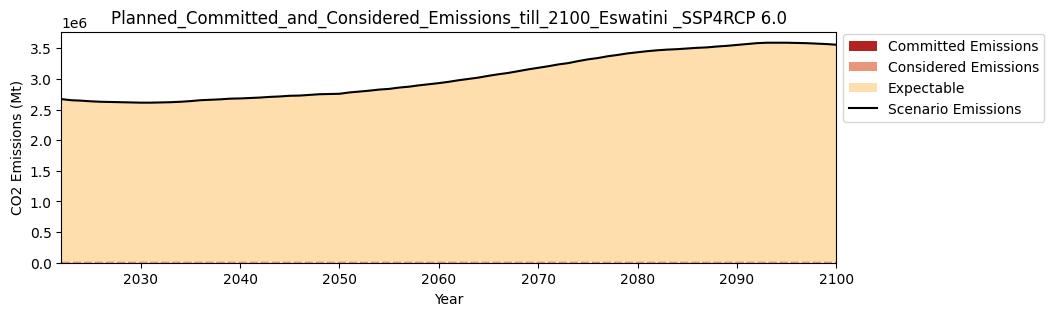 Planned_Committed_and_Considered_Emissions_till_2100_Eswatini _SSP4RCP 6.0
1e6
3.5
3.0
2.5
2.0
1.5
1.0
0.5
0.0
CO2 Emissions (Mt)
2030 2040 2050 2060 2070 2080 2090 2100
Year
Committed Emissions
Considered Emissions
Expectable
Scenario Emissions